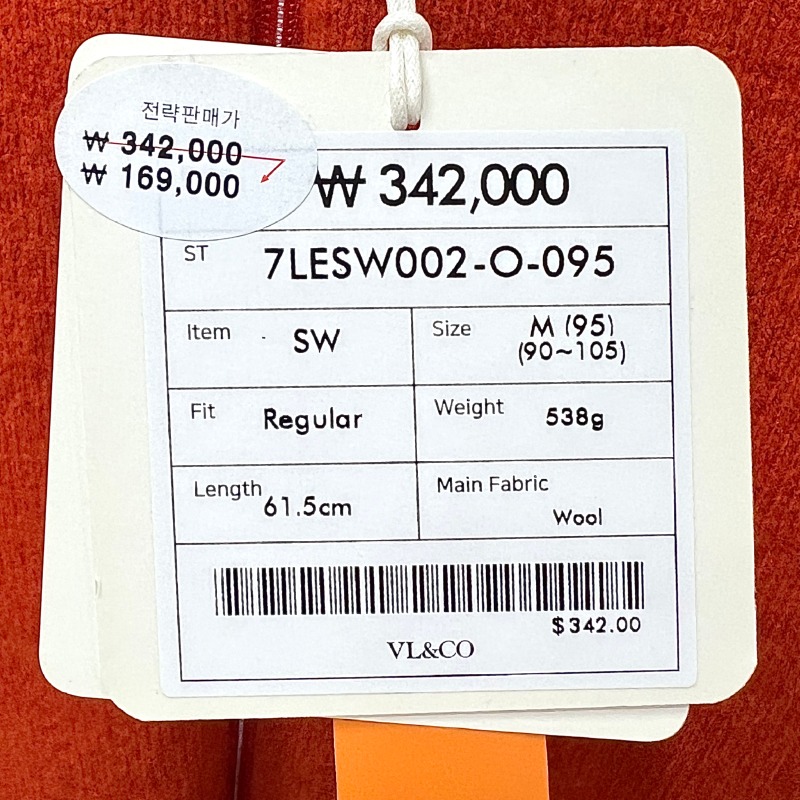 전략판매가
₩ 342,000
₩ 169,000
₩ 342,000
ST 7LESW002-O-095
Item SW
Size M (95)
(90~105)
Fit Regular
Weight 538g
Length 61.5cm
Main Fabric
Wool
$342.00
VL&CO